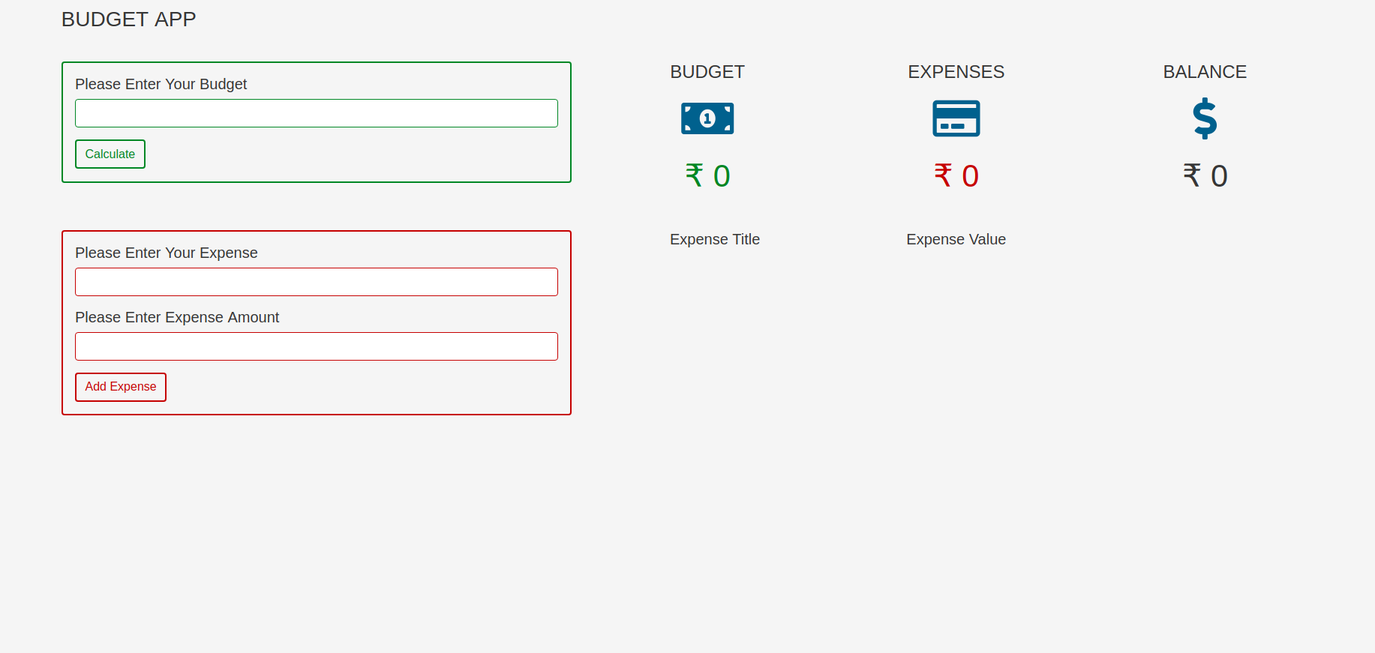 BUDGET APP
Please Enter Your Budget
Calculate
BUDGET
EXPENSES
BALANCE
1
₹ 0
₹ 0
₹ 0
Please Enter Your Expense
Please Enter Expense Amount
Add Expense
Expense Title
Expense Value